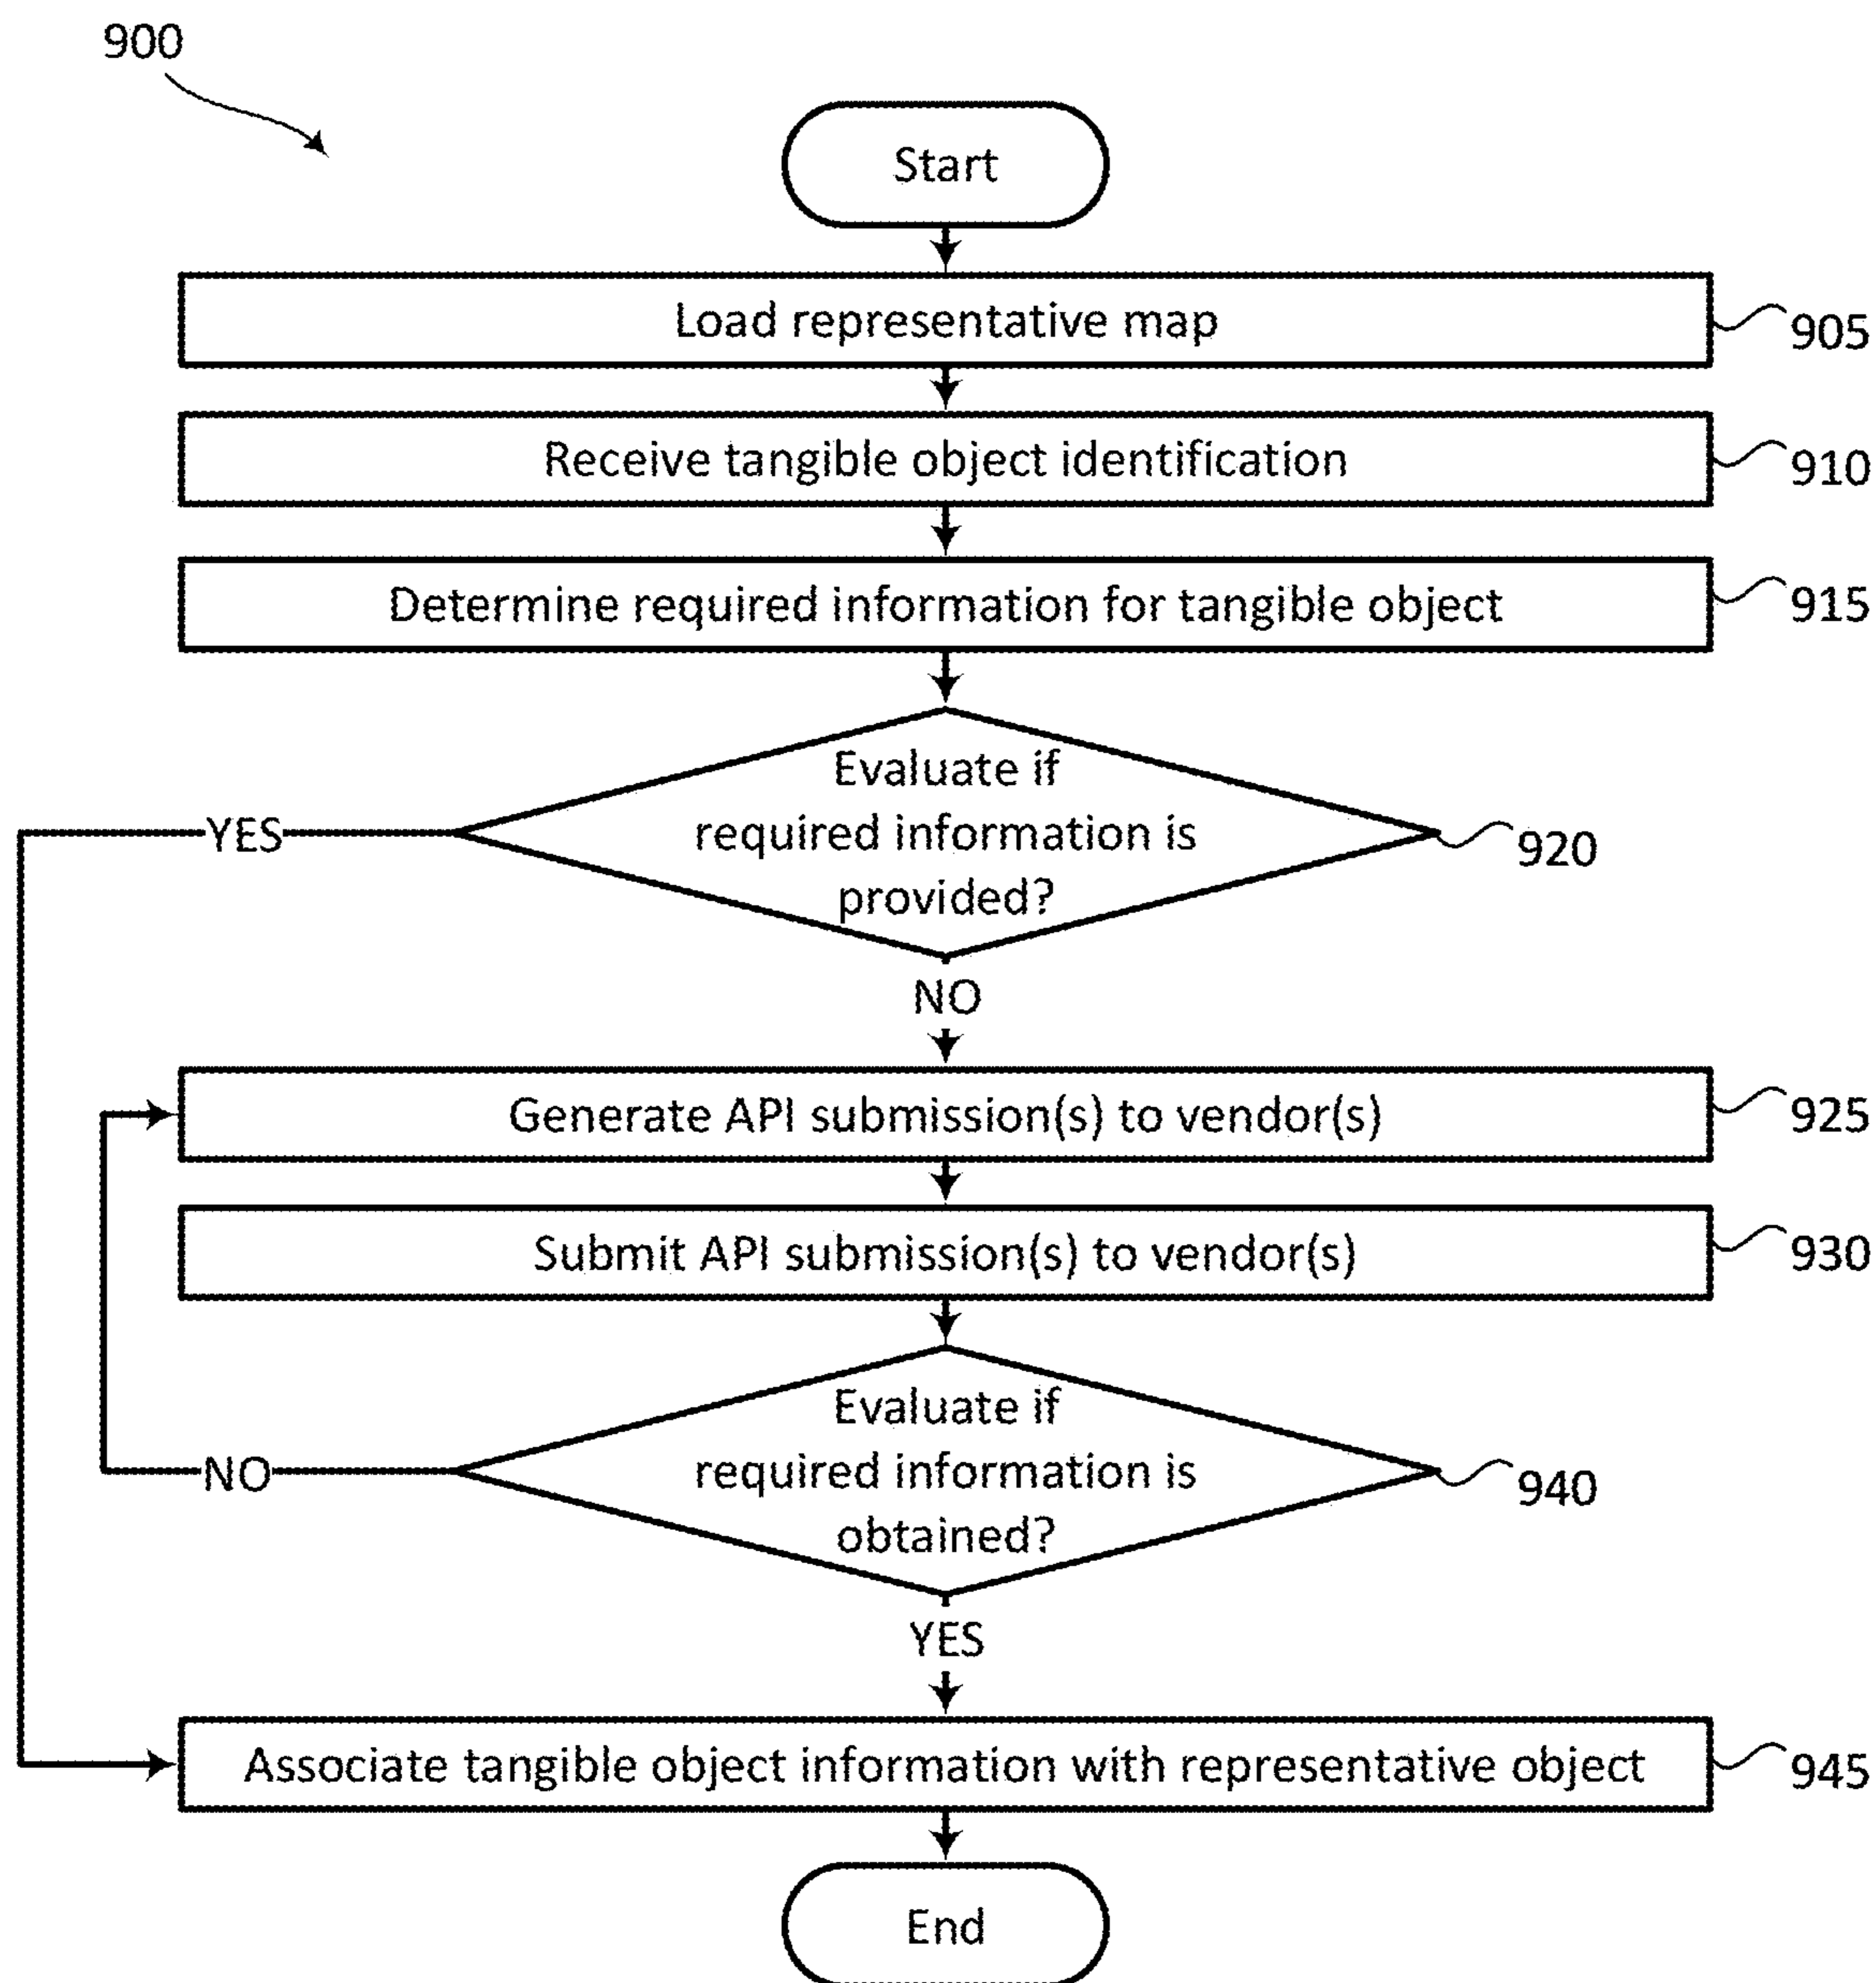 900
Start
Load representative map
905
Receive tangible object identification
910
Determine required information for tangible object
915
Evaluate if
required information is
provided?
920
YES
NO
Generate API submission(s) to vendor(s)
925
Submit API submission(s) to vendor(s)
930
Evaluate if
required information is
obtained?
940
NO
YES
Associate tangible object information with representative object
945
End